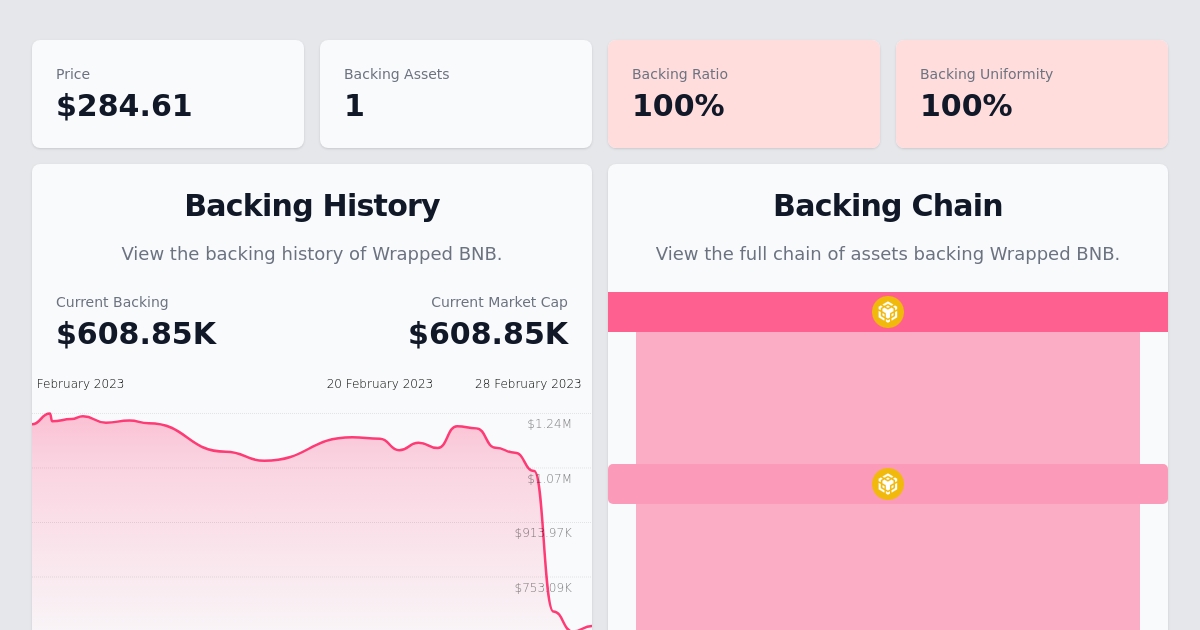 Price
$284.61
Backing Assets
1
Backing Ratio
100%
Backing Uniformity
100%
Backing History
View the backing history of Wrapped BNB.
Current Backing
$608.85K
Current Market Cap
$608.85K
February 2023
20 February 2023
28 February 2023
$1.24M
$1.07M
$913.97K
$753.09K
Backing Chain
View the full chain of assets backing Wrapped BNB.